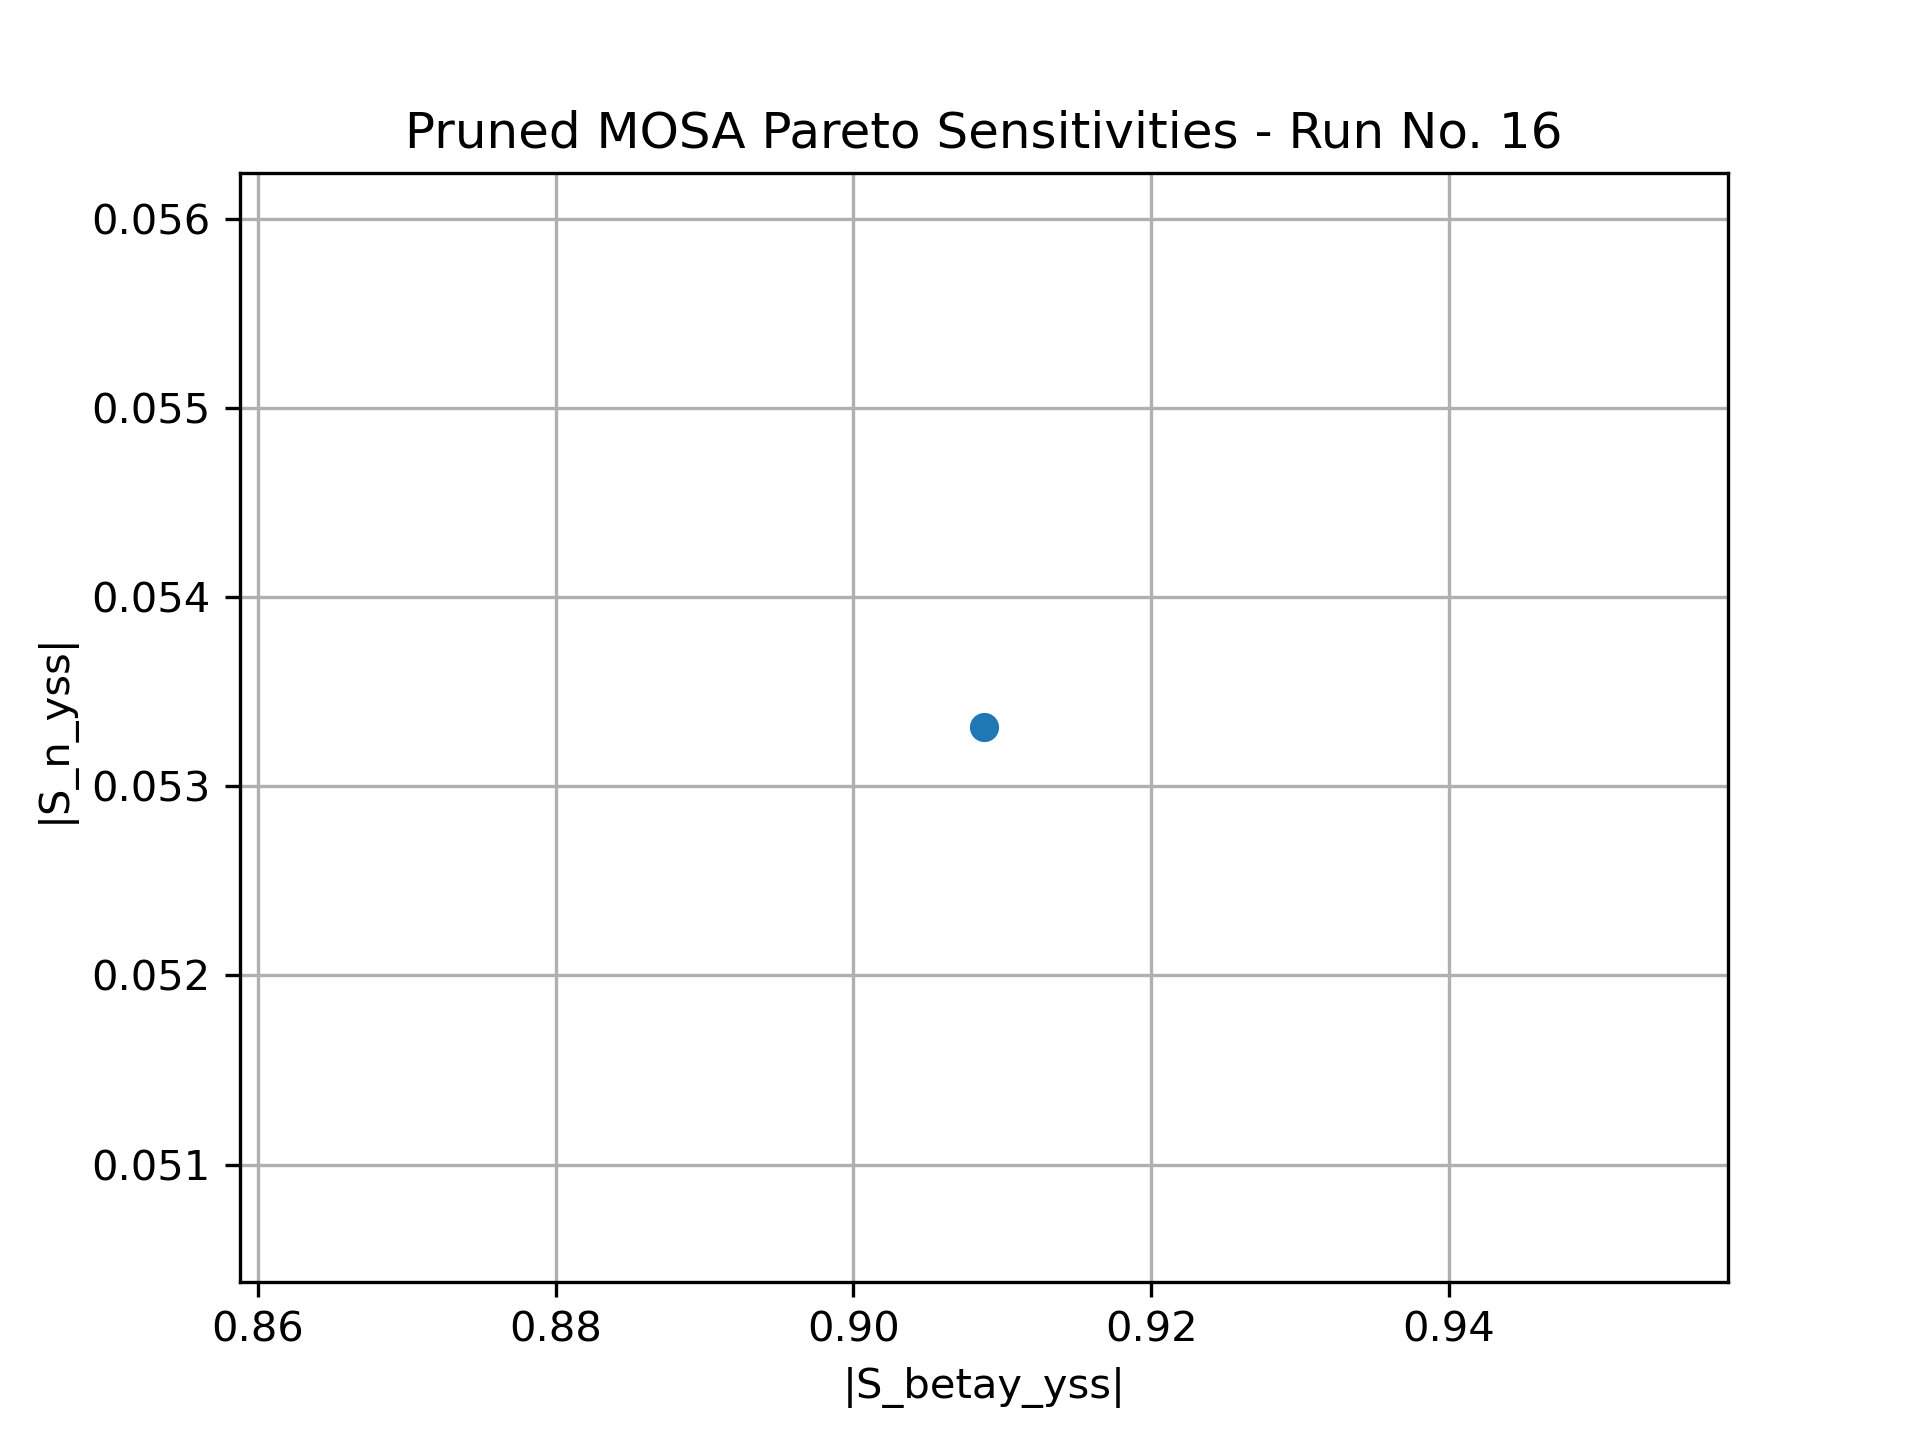 Pruned MOSA Pareto Sensitivities - Run No. 16
|S_n_yss|
0.056
0.055
0.054
0.053
0.052
0.051
0.86 0.88 0.90 0.92 0.94
|S_betay_yss|